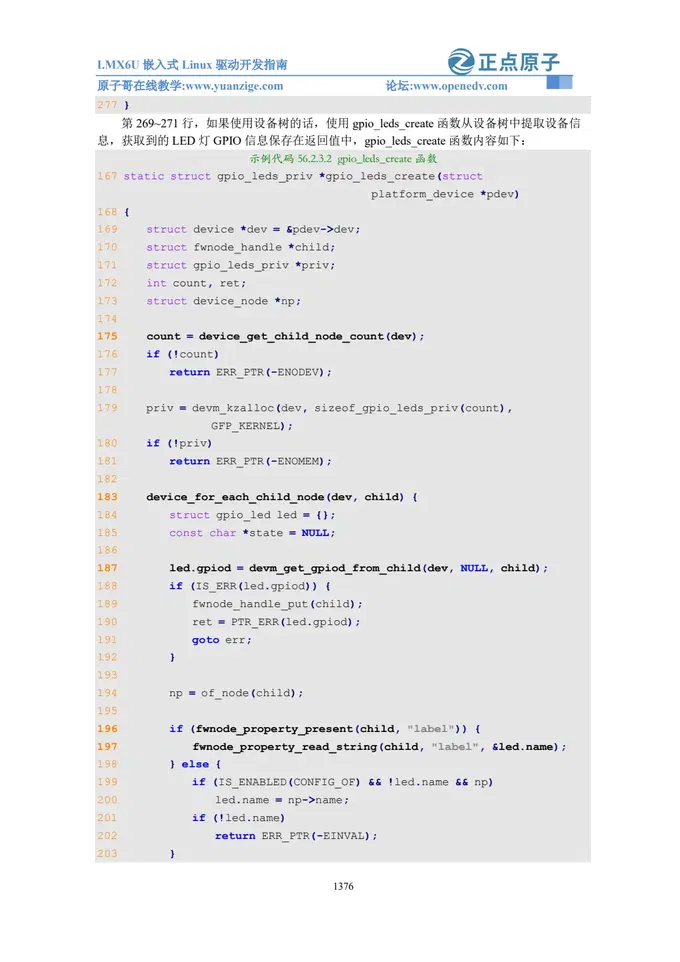 I.MX6U 嵌入式 Linux 驱动开发指南
正点原子
原子哥在线教学:www.yuanzige.com 论坛:www.openedv.com
277 }
第 269~271 行，如果使用设备树的话，使用 gpio_leds_create 函数从设备树中提取设备信
息，获取到的 LED 灯 GPIO 信息保存在返回值中，gpio_leds_create 函数内容如下：
示例代码 56.2.3.2 gpio_leds_create 函数
167 static struct gpio_leds_priv *gpio_leds_create(struct
platform_device *pdev)
168 {
169 struct device *dev = &pdev->dev;
170 struct fwnode_handle *child;
171 struct gpio_leds_priv *priv;
172 int count, ret;
173 struct device_node *np;
174
175 count = device_get_child_node_count(dev);
176 if (!count)
177 return ERR_PTR(-ENODEV);
178
179 priv = devm_kzalloc(dev, sizeof_gpio_leds_priv(count),
GFP_KERNEL);
180 if (!priv)
181 return ERR_PTR(-ENOMEM);
182
183 device_for_each_child_node(dev, child) {
184 struct gpio_led led = {};
185 const char *state = NULL;
186
187 led.gpiod = devm_get_gpiod_from_child(dev, NULL, child);
188 if (IS_ERR(led.gpiod)) {
189 fwnode_handle_put(child);
190 ret = PTR_ERR(led.gpiod);
191 goto err;
192 }
193
194 np = of_node(child);
195
196 if (fwnode_property_present(child, "label")) {
197 fwnode_property_read_string(child, "label", &led.name);
198 } else {
199 if (IS_ENABLED(CONFIG_OF) && !led.name && np)
200 led.name = np->name;
201 if (!led.name)
202 return ERR_PTR(-EINVAL);
203 }
1376